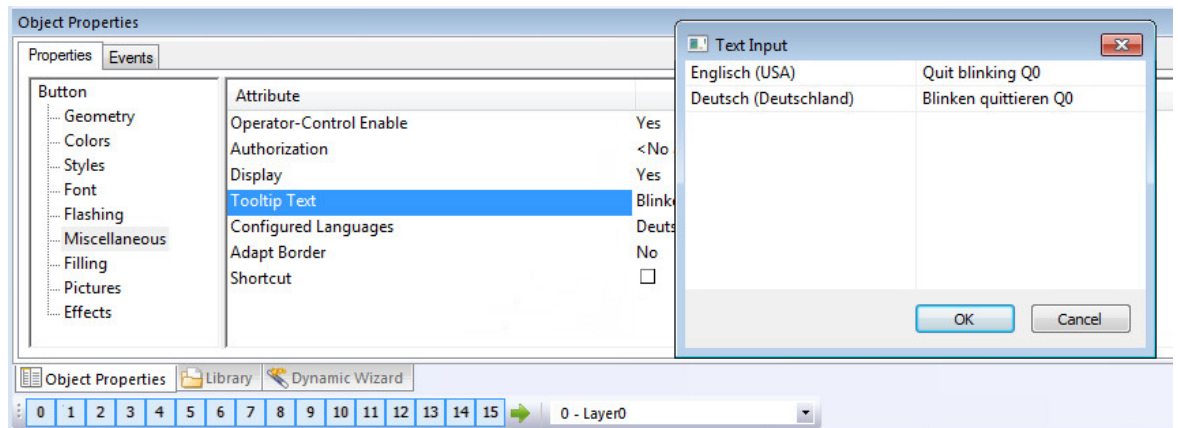 Object Properties
Properties Events
Button
Geometry
Colors
Styles
Font
Flashing
Miscellaneous
Filling
Pictures
Effects
Attribute
Operator-Control Enable Yes
Authorization <No
Display Yes
Tooltip Text
Configured Languages
Adapt Border No
Shortcut
Text Input
Englisch (USA) Quit blinking Q0
Deutsch (Deutschland) Blinken quittieren Q0
OK Cancel
Object Properties Library Dynamic Wizard
0 1 2 3 4 5 6 7 8 9 10 11 12 13 14 15 0 - Layer0